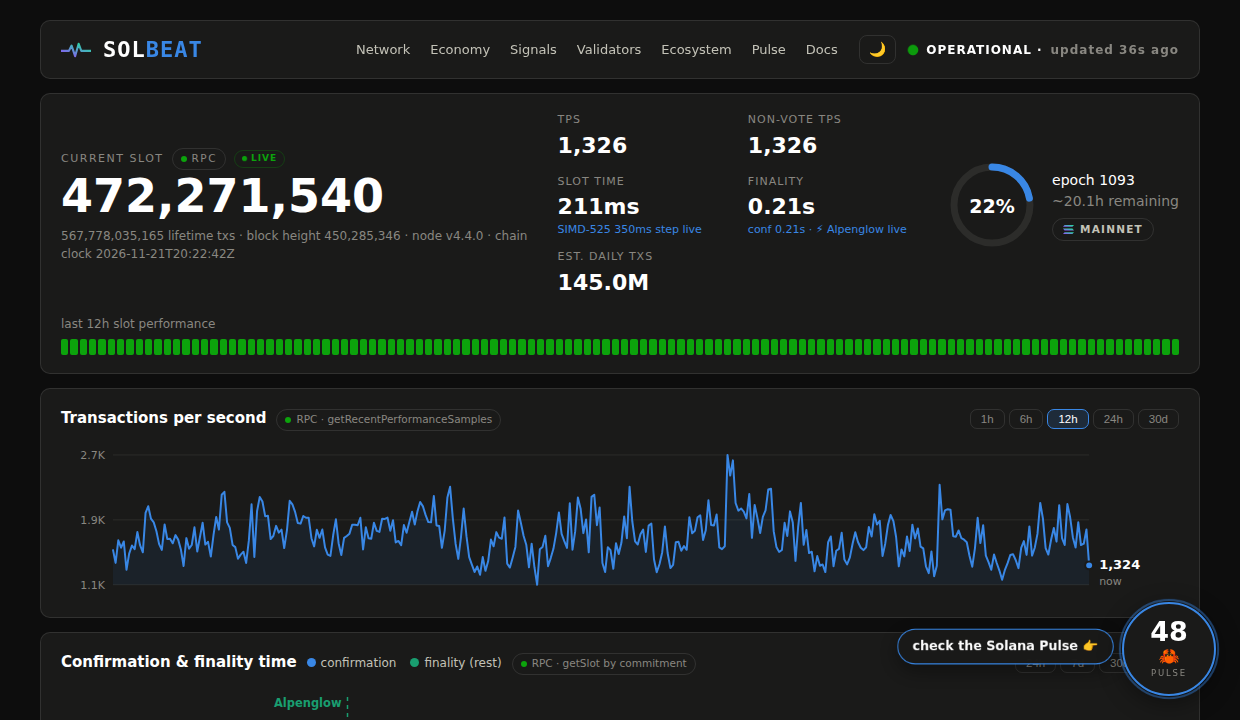 SOLBEAT
Network Economy Signals Validators Ecosystem Pulse Docs
OPERATIONAL · updated 36s ago
CURRENT SLOT RPC LIVE
472,271,540
567,778,035,165 lifetime txs · block height 450,285,346 · node v4.4.0 · chain
clock 2026-11-21T20:22:42Z
TPS
1,326
NON-VOTE TPS
1,326
SLOT TIME
211ms
SIMD-525 350ms step live
FINALITY
0.21s
conf 0.21s · ⚡ Alpenglow live
EST. DAILY TXS
145.0M
22%
epoch 1093
~20.1h remaining
MAINNET
last 12h slot performance
Transactions per second RPC · getRecentPerformanceSamples
1h 6h 12h 24h 30d
2.7K
1.9K
1.1K
1,324
now
Confirmation & finality time confirmation finality (rest) RPC · getSlot by commitment
Alpenglow
check the Solana Pulse 👉
48
🦀
PULSE